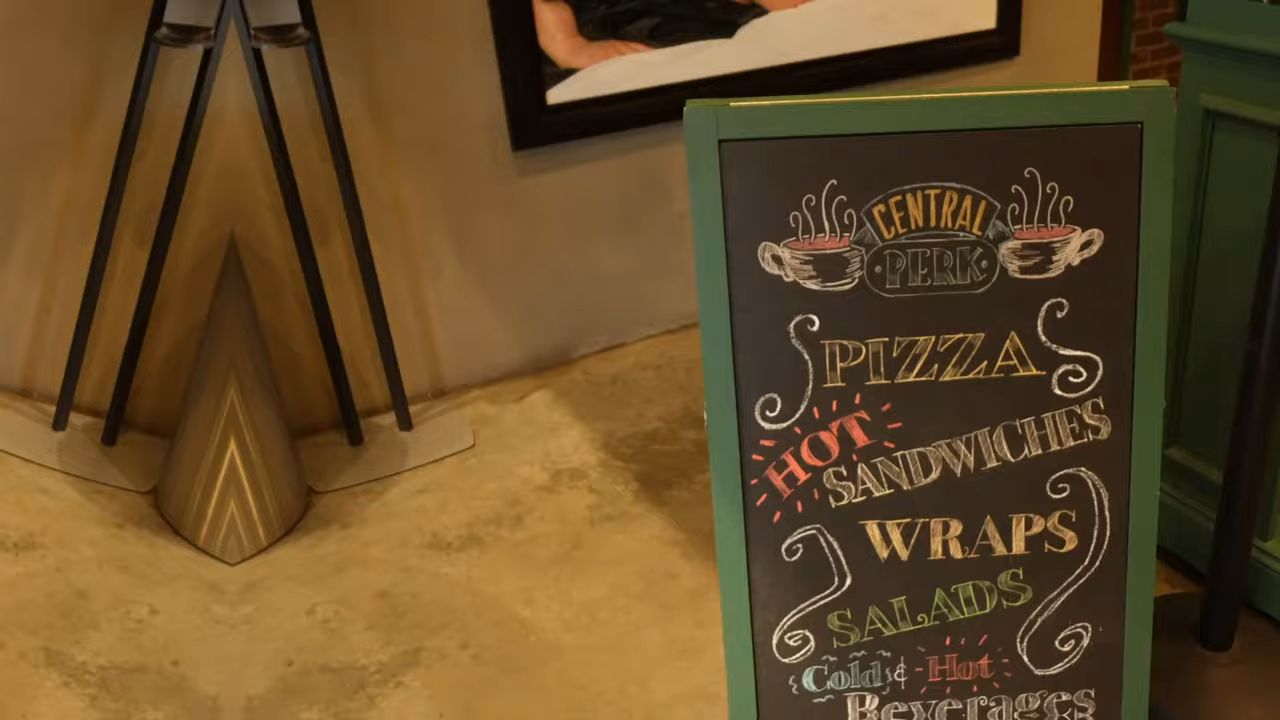 CENTRAL
PERK
PIZZA
HOT
SANDWICHES
WRAPS
SALADS
Cold & Hot
Beverages